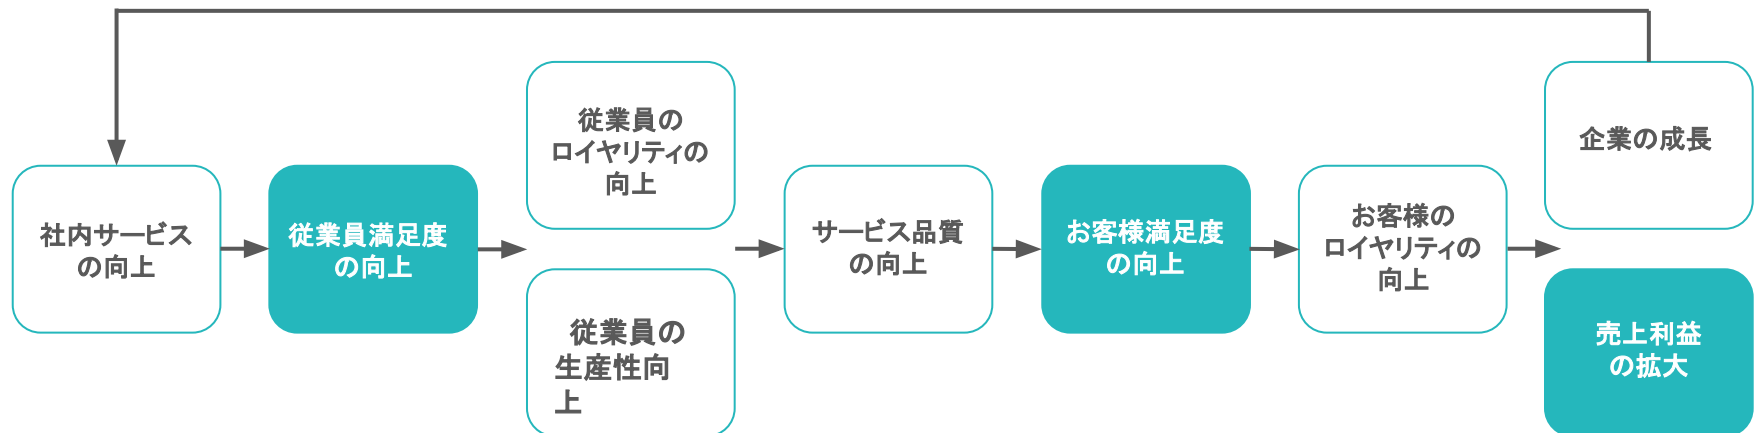 社内サービス
の向上
従業員満足度
の向上
従業員の
ロイヤリティの
向上
従業員の
生産性向
上
サービス品質
の向上
お客様満足度
の向上
お客様の
ロイヤリティの
向上
企業の成長
売上利益
の拡大